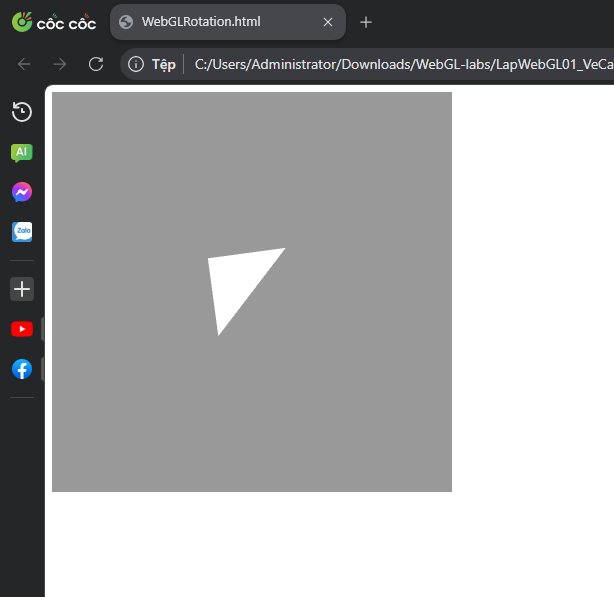 cốc cốc
WebGLRotation.html
Tệp
C:/Users/Administrator/Downloads/WebGL-labs/LapWebGL01_VeCa
AI
Zalo